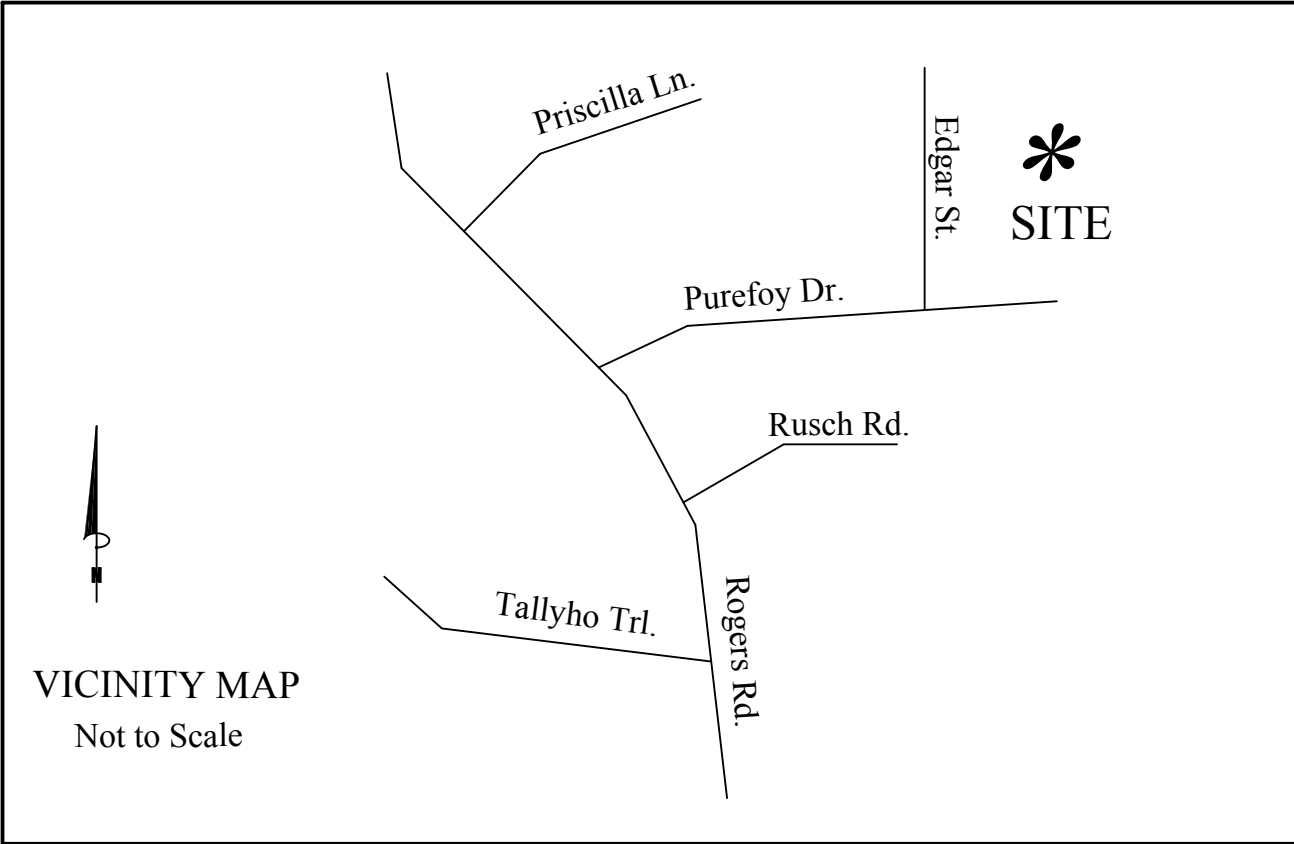 Priscilla Ln.
Edgar St.
SITE
Purefoy Dr.
Rusch Rd.
Tallyho Trl.
Rogers Rd.
N
VICINITY MAP
Not to Scale